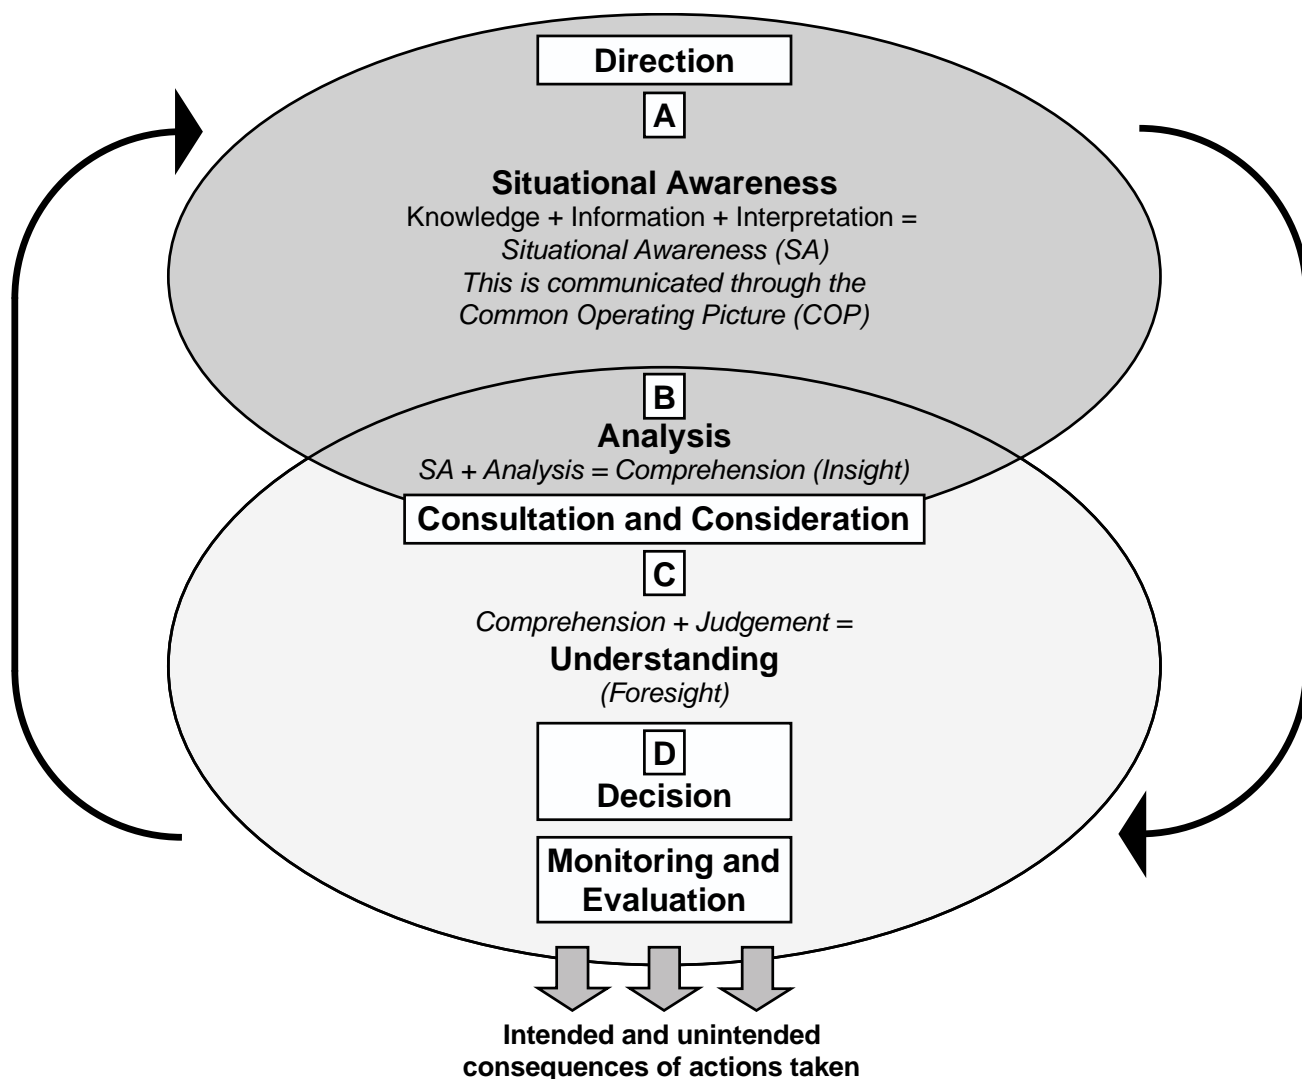 Direction
A
Situational Awareness
Knowledge + Information + Interpretation =
Situational Awareness (SA)
This is communicated through the
Common Operating Picture (COP)
B
Analysis
SA + Analysis = Comprehension (Insight)
Consultation and Consideration
C
Comprehension + Judgement =
Understanding
(Foresight)
D
Decision
Monitoring and
Evaluation
Intended and unintended
consequences of actions taken